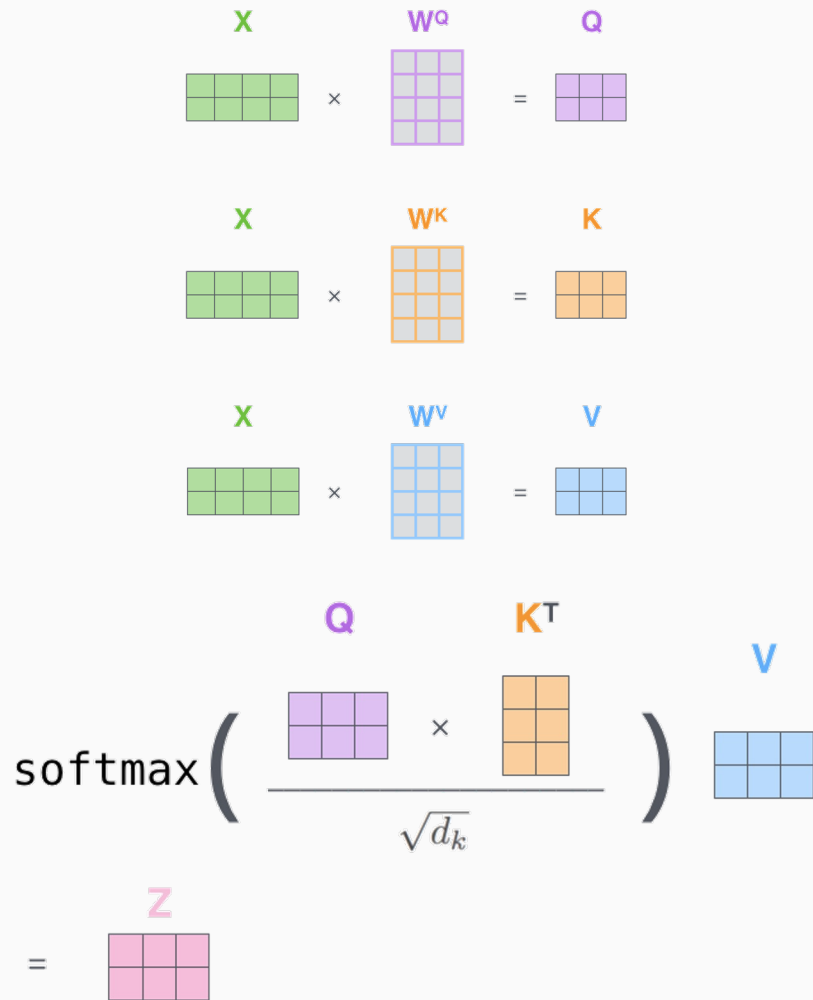 X W^Q Q
× =
X W^K K
× =
X W^V V
× =
Q K^T V
softmax ( × )
√d_k
Z
=